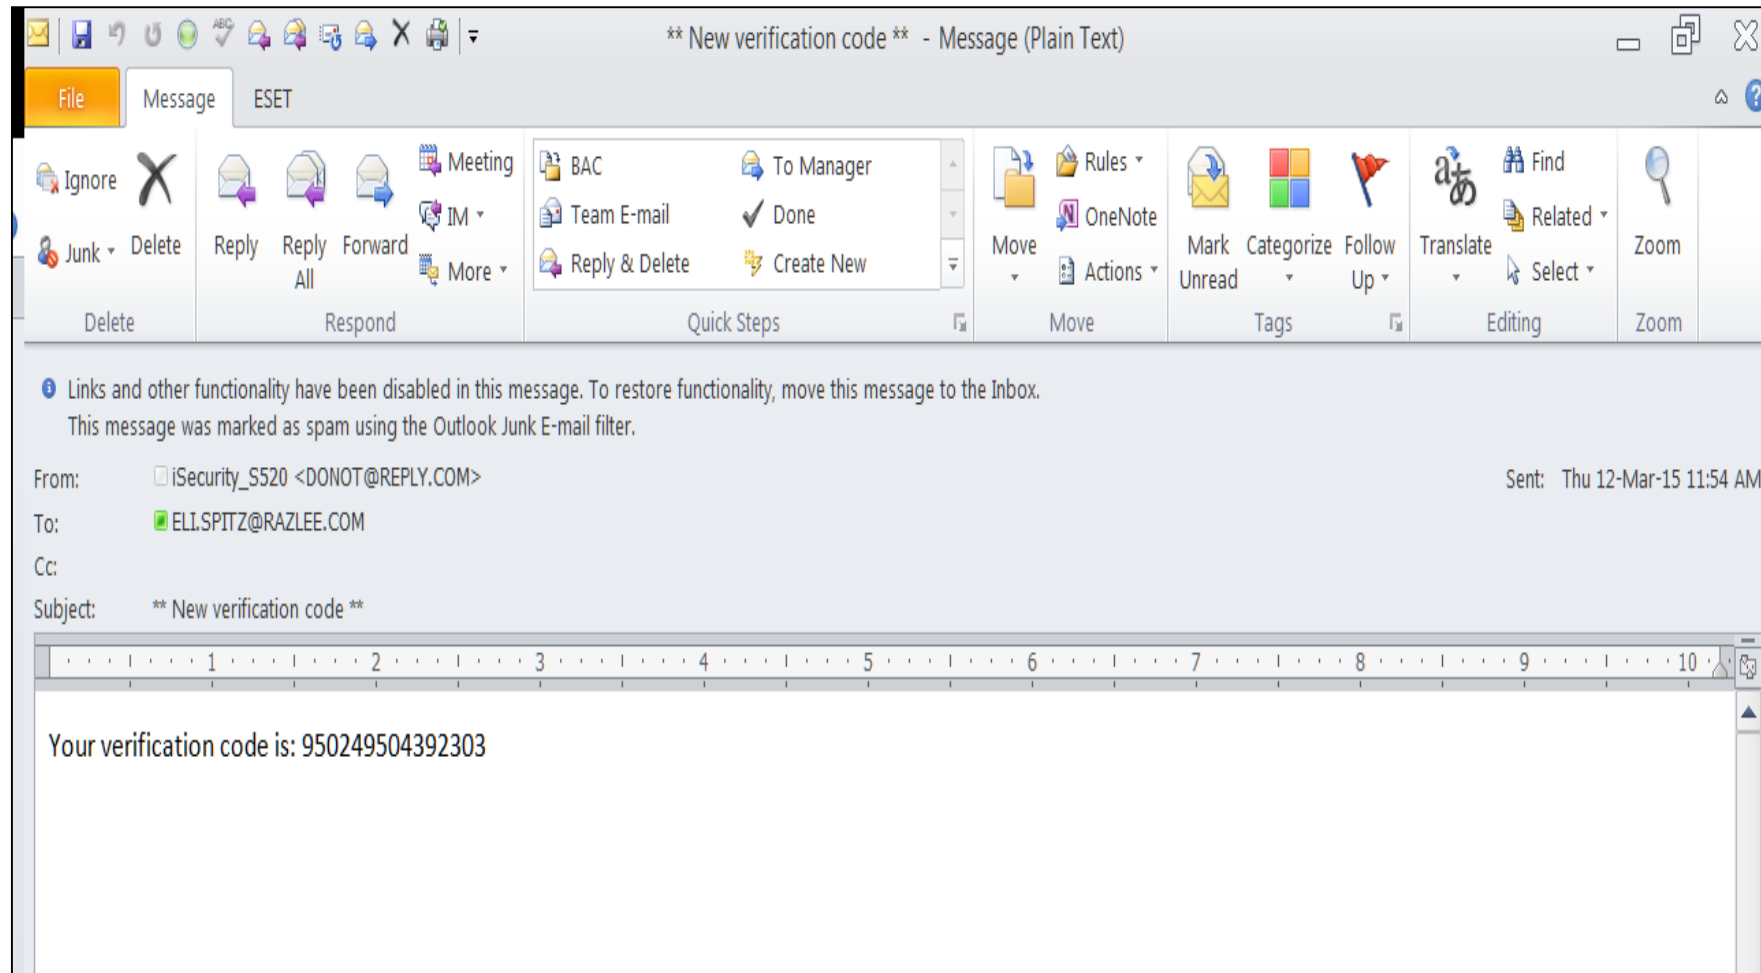 ** New verification code ** - Message (Plain Text)
File Message ESET
Ignore
Junk
Delete
Reply
Reply All
Forward
Meeting
IM
More
BAC
Team E-mail
Reply & Delete
To Manager
Done
Create New
Move
Rules
OneNote
Actions
Mark Unread
Categorize
Follow Up
Translate
Find
Related
Select
Zoom
Delete Respond Quick Steps Move Tags Editing Zoom
Links and other functionality have been disabled in this message. To restore functionality, move this message to the Inbox.
This message was marked as spam using the Outlook Junk E-mail filter.
From: iSecurity_S520 <DONOT@REPLY.COM> Sent: Thu 12-Mar-15 11:54 AM
To: ELI.SPITZ@RAZLEE.COM
Cc:
Subject: ** New verification code **
1 2 3 4 5 6 7 8 9 10
Your verification code is: 950249504392303